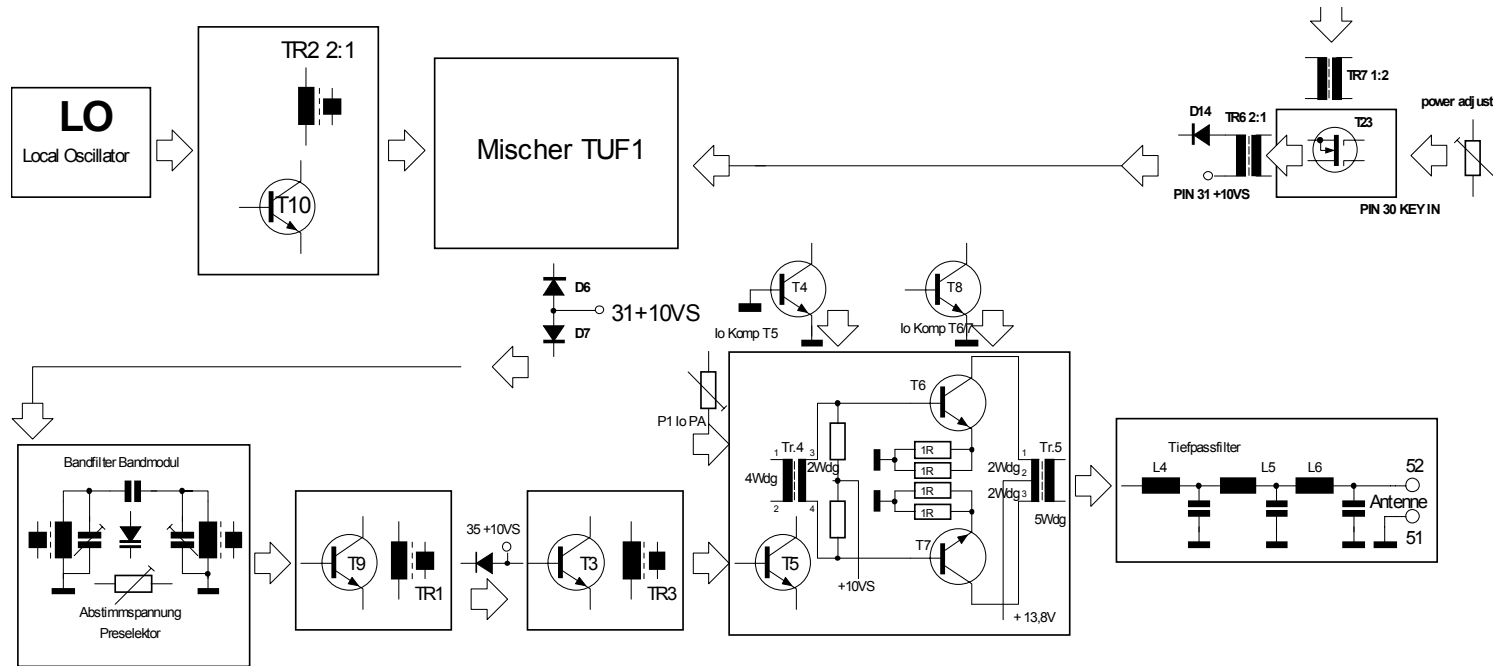 LO
Local Oscillator
TR2 2:1
T10
Mischer TUF1
TR7 1:2
D14
TR6 2:1
T23
power adjust
PIN 31 +10VS
PIN 30 KEY IN
D6
31+10VS
D7
T4
Io Komp T5
T8
Io Komp T6/7
P1 Io PA
Bandfilter Bandmodul
Abstimmspannung
Preselektor
T9
TR1
35 +10VS
T3
TR3
Tr.4
1
3
4Wdg
2Wdg
2
4
T5
T6
1R
1R
1R
1R
T7
+10VS
+ 13,8V
Tr.5
1
2Wdg
2
2Wdg
3
5Wdg
Tiefpassfilter
L4
L5
L6
52
Antenne
51